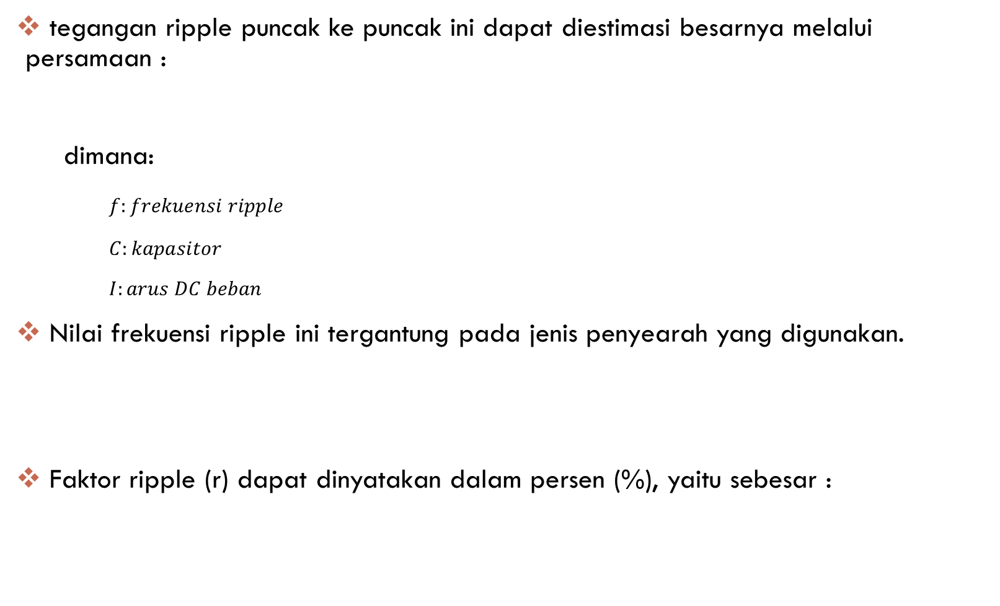 ❖ tegangan ripple puncak ke puncak ini dapat diestimasi besarnya melalui
persamaan :
dimana:
f: frekuensi ripple
C: kapasitor
I: arus DC beban
❖ Nilai frekuensi ripple ini tergantung pada jenis penyearah yang digunakan.
❖ Faktor ripple (r) dapat dinyatakan dalam persen (%), yaitu sebesar :